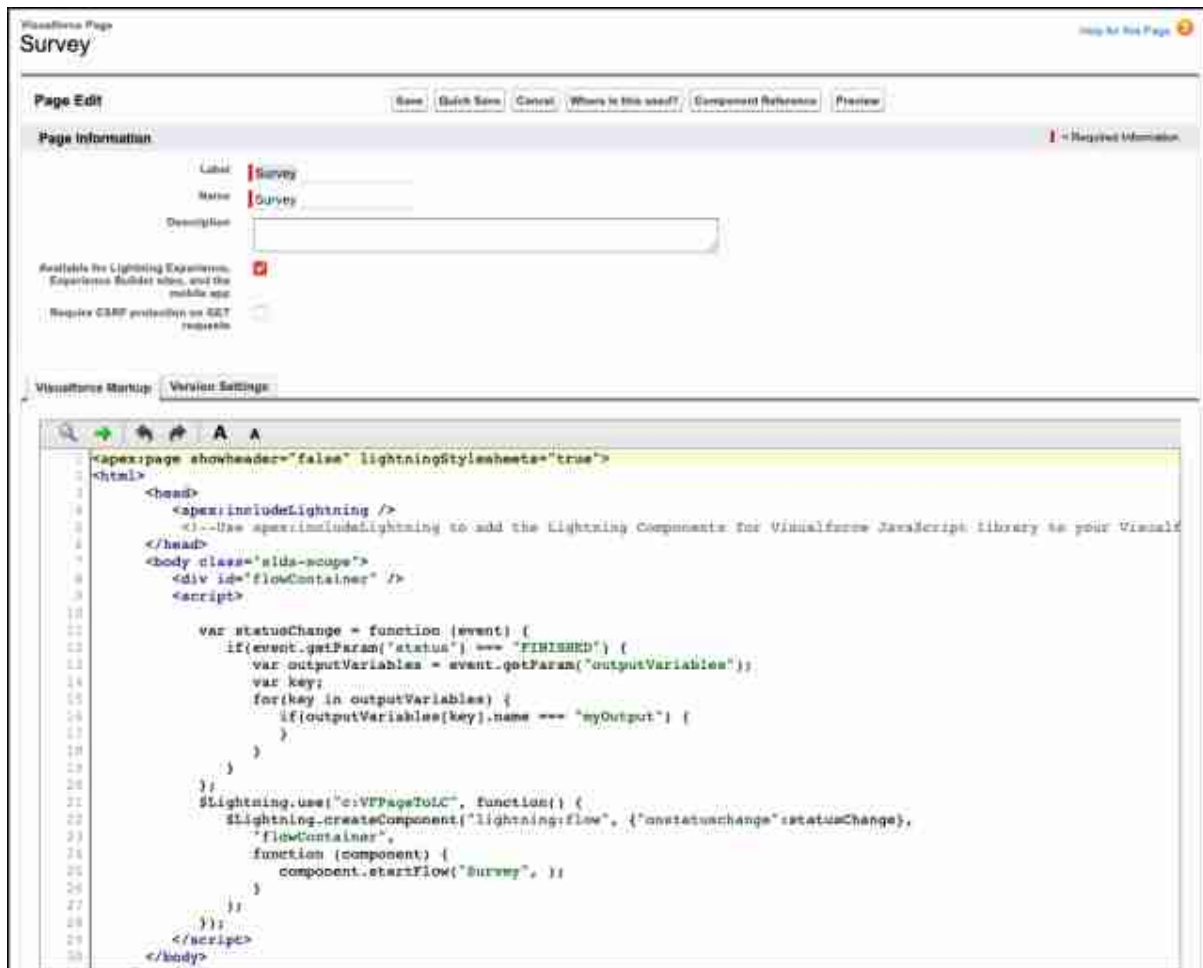 Visualforce Page
Survey
Help for this Page
Page Edit
Save Quick Save Cancel Where is this used? Component Reference Preview
Page Information
= Required Information
Label Survey
Name Survey
Description
Available for Lightning Experience,
Experience Builder sites, and the
mobile app
Require CSRF protection on GET
requests
Visualforce Markup Version Settings
A A
1 <apex:page showheader="false" lightningStylesheets="true">
2 <html>
3 <head>
4 <apex:includeLightning />
5 <!--Use apex:includeLightning to add the Lightning Components for Visualforce JavaScript library to your Visualf
6 </head>
7 <body class="slds-scope">
8 <div id="flowContainer" />
9 <script>
10
11 var statusChange = function (event) {
12 if(event.getParam("status") === "FINISHED") {
13 var outputVariables = event.getParam("outputVariables");
14 var key;
15 for(key in outputVariables) {
16 if(outputVariables[key].name === "myOutput") {
17 }
18 }
19 }
20 };
21 $Lightning.use("c:VFPageToLC", function() {
22 $Lightning.createComponent("lightning:flow", {"onstatuschange":statusChange},
23 "flowContainer",
24 function (component) {
25 component.startFlow("Survey", );
26 }
27 );
28 });
29 </script>
30 </body>